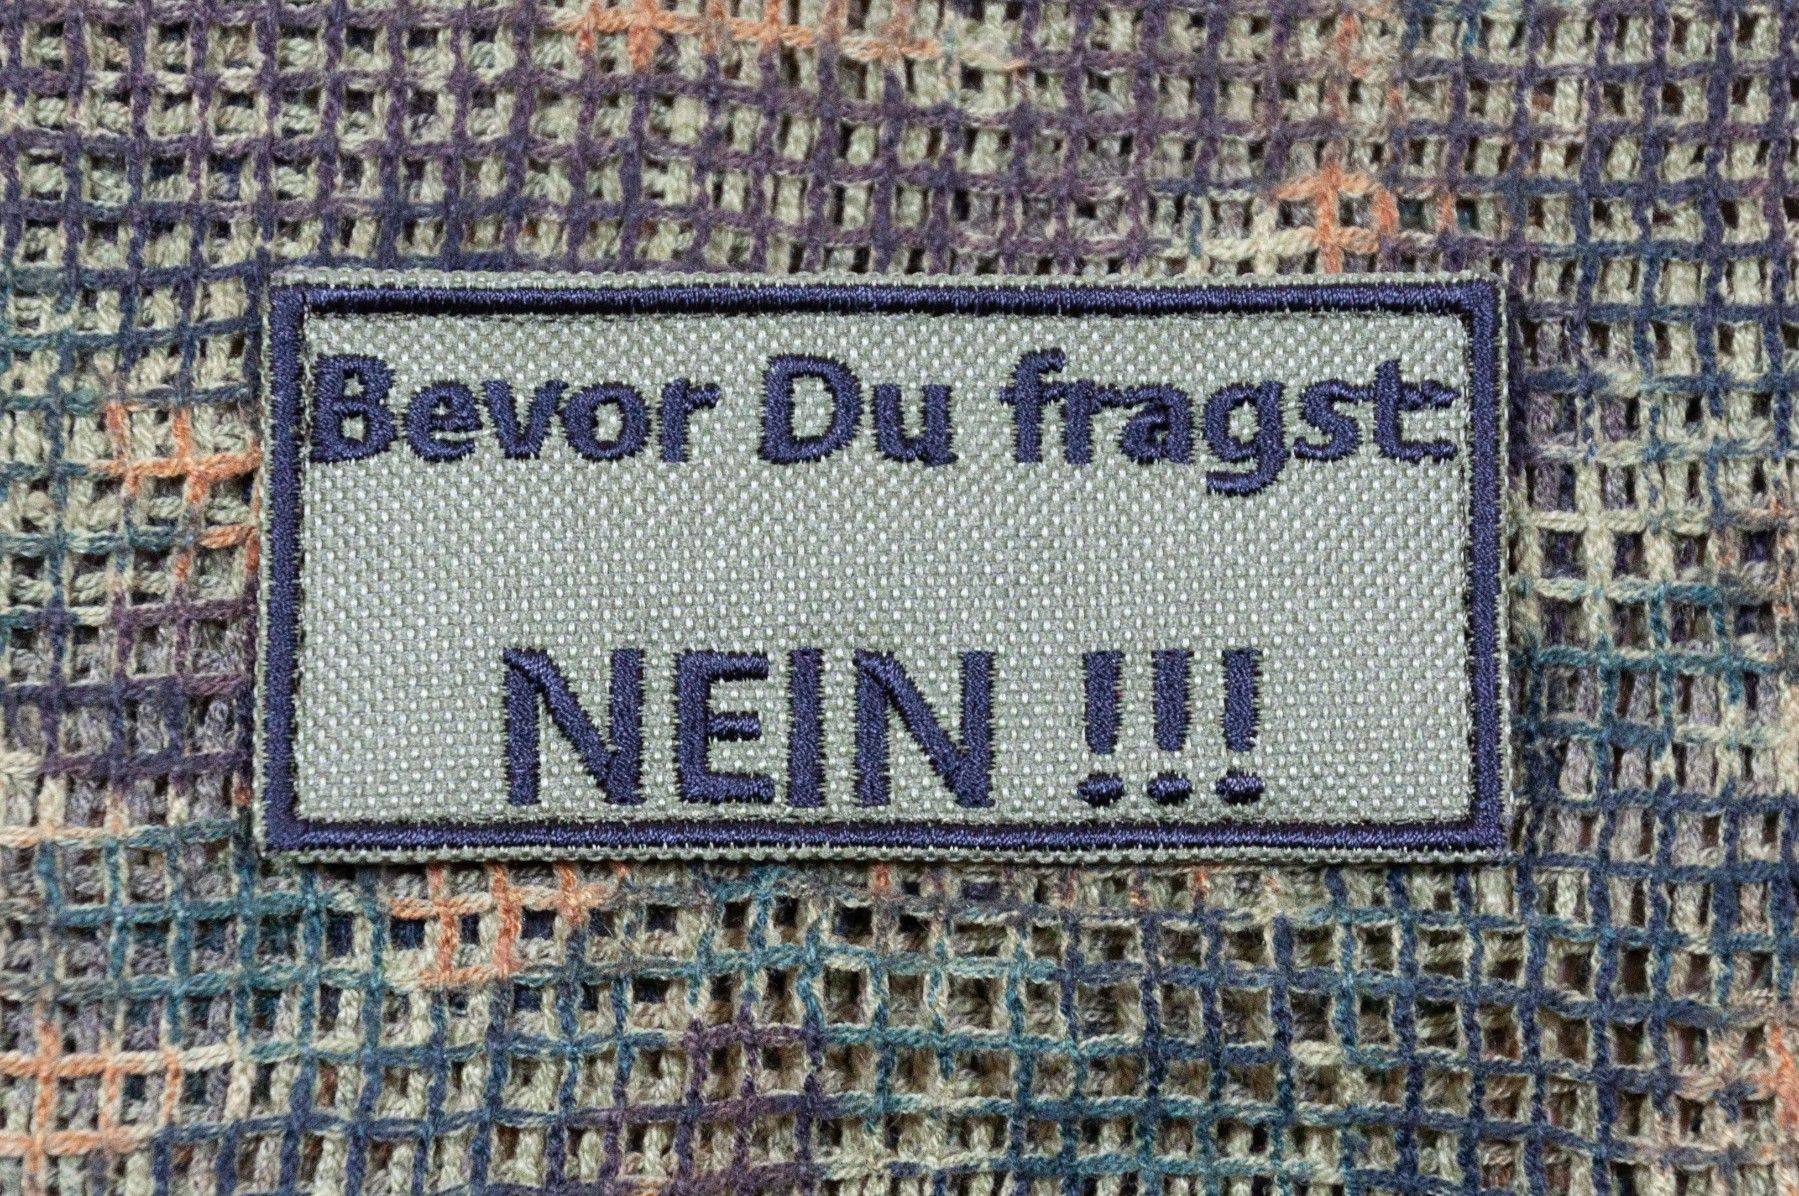 Bevor Du fragst
NEIN !!!